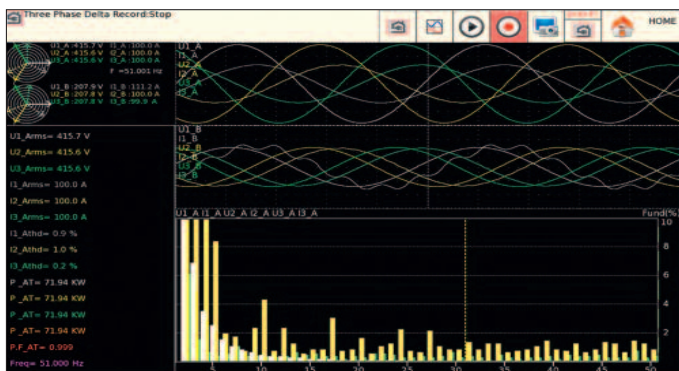 Three Phase Delta Record:Stop
HOME
U1_A :415.7 V I1_A :100.0 A
U2_A :415.6 V I2_A :100.0 A
U3_A :415.6 V I3_A :100.0 A
F =51.001 Hz
U1_B :207.9 V I1_B :111.2 A
U2_B :207.8 V I2_B :100.0 A
U3_B :207.8 V I3_B :99.9 A
U1_A
I1_A
U2_A
I2_A
U3_A
I3_A
U1_B
I1_B
U2_B
I2_B
U3_B
I3_B
U1_Arms= 415.7 V
U2_Arms= 415.6 V
U3_Arms= 415.6 V
I1_Arms= 100.0 A
I2_Arms= 100.0 A
I3_Arms= 100.0 A
I1_Athd= 0.9 %
I2_Athd= 1.0 %
I3_Athd= 0.2 %
P _AT= 71.94 KW
P _AT= 71.94 KW
P _AT= 71.94 KW
P _AT= 71.94 KW
P.F_AT= 0.999
Freq= 51.000 Hz
U1_A I1_A U2_A I2_A U3_A I3_A
Fund(%)
10
8
6
4
2
5 10 15 20 25 30 35 40 45 50